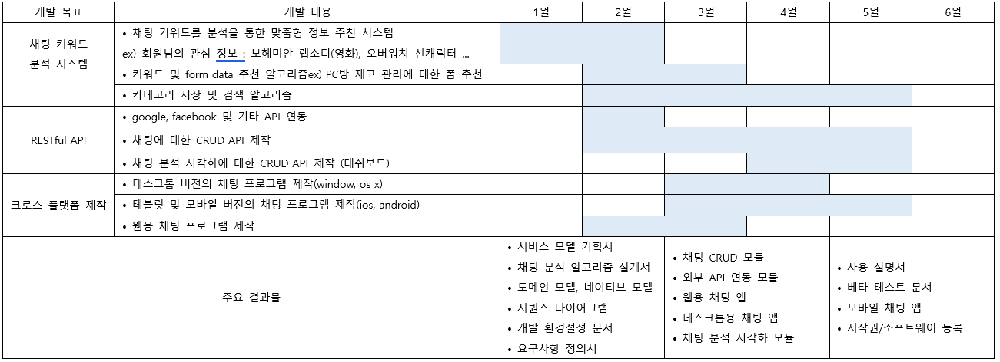 개발 목표 개발 내용 1월 2월 3월 4월 5월 6월
채팅 키워드
분석 시스템
• 채팅 키워드를 분석을 통한 맞춤형 정보 추천 시스템
ex) 회원님의 관심 정보 : 보헤미안 랩소디(영화), 오버워치 신캐릭터 ...
• 키워드 및 form data 추천 알고리즘ex) PC방 재고 관리에 대한 폼 추천
• 카테고리 저장 및 검색 알고리즘
RESTful API
• google, facebook 및 기타 API 연동
• 채팅에 대한 CRUD API 제작
• 채팅 분석 시각화에 대한 CRUD API 제작 (대쉬보드)
크로스 플랫폼 제작
• 데스크톱 버전의 채팅 프로그램 제작(window, os x)
• 테블릿 및 모바일 버전의 채팅 프로그램 제작(ios, android)
• 웹용 채팅 프로그램 제작
주요 결과물
• 서비스 모델 기획서
• 채팅 분석 알고리즘 설계서
• 도메인 모델, 네이티브 모델
• 시퀀스 다이어그램
• 개발 환경설정 문서
• 요구사항 정의서
• 채팅 CRUD 모듈
• 외부 API 연동 모듈
• 웹용 채팅 앱
• 데스크톱용 채팅 앱
• 채팅 분석 시각화 모듈
• 사용 설명서
• 베타 테스트 문서
• 모바일 채팅 앱
• 저작권/소프트웨어 등록